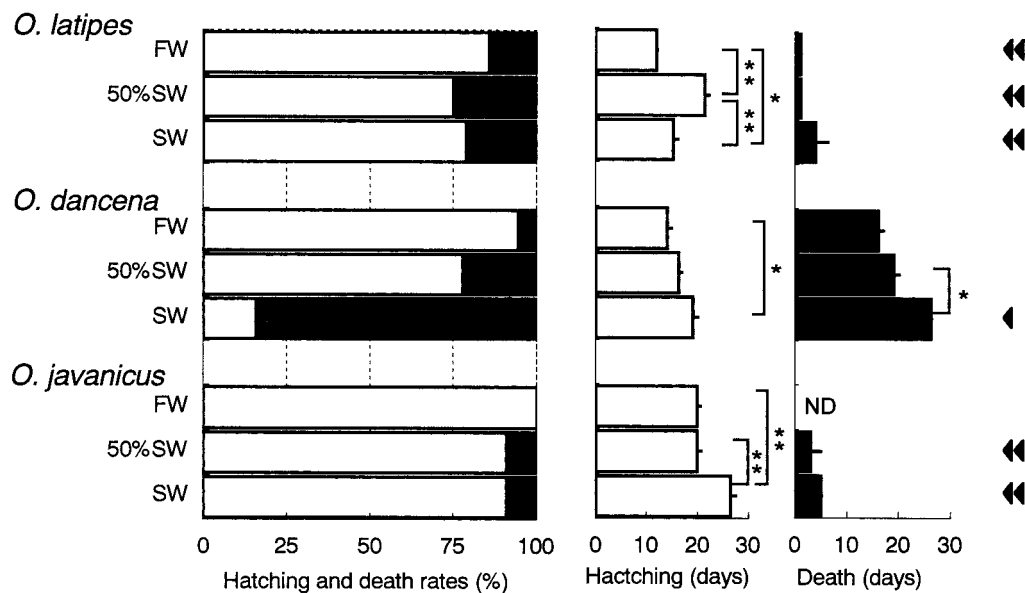 O. latipes
FW
50%SW
SW
* *
* *
*
O. dancena
FW
50%SW
SW
*
*
O. javanicus
FW
ND
50%SW
SW
* *
* *
0 25 50 75 100
0 10 20 30
0 10 20 30
Hatching and death rates (%)
Hactching (days)
Death (days)